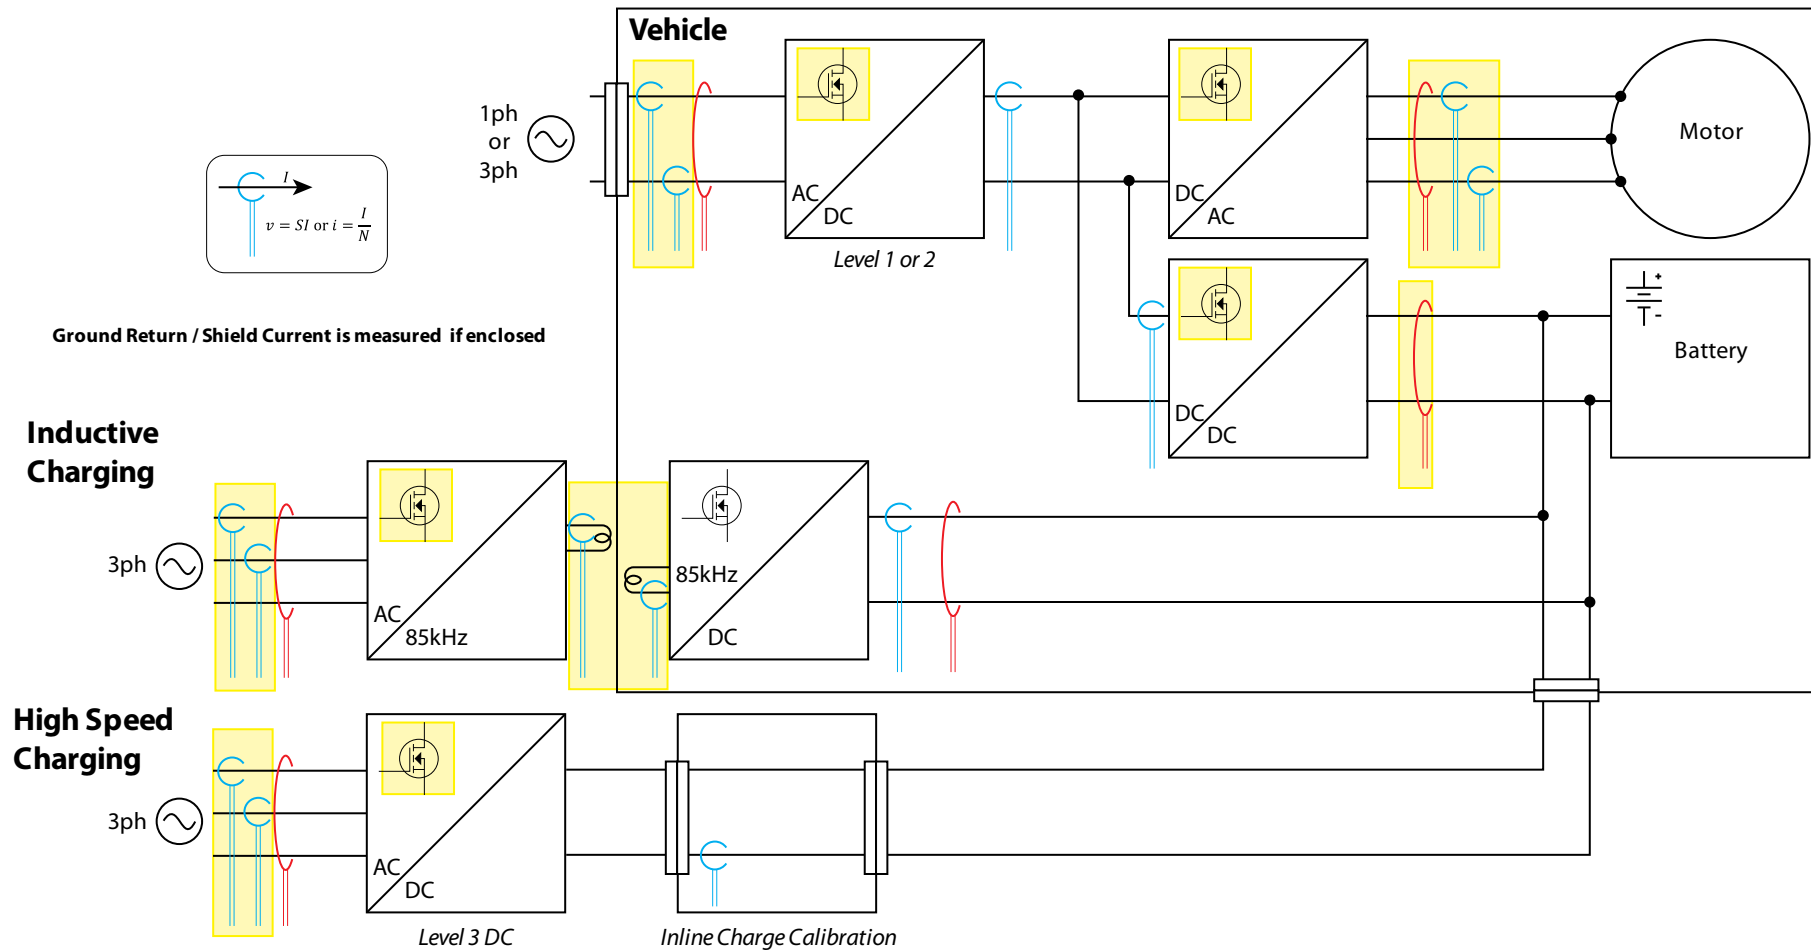 Vehicle
1ph
or
3ph
AC
DC
Level 1 or 2
DC
AC
Motor
I
v = SI or i = I/N
Ground Return / Shield Current is measured if enclosed
DC
DC
+
-
Battery
Inductive
Charging
3ph
AC
85kHz
85kHz
DC
High Speed
Charging
3ph
AC
DC
Level 3 DC
Inline Charge Calibration